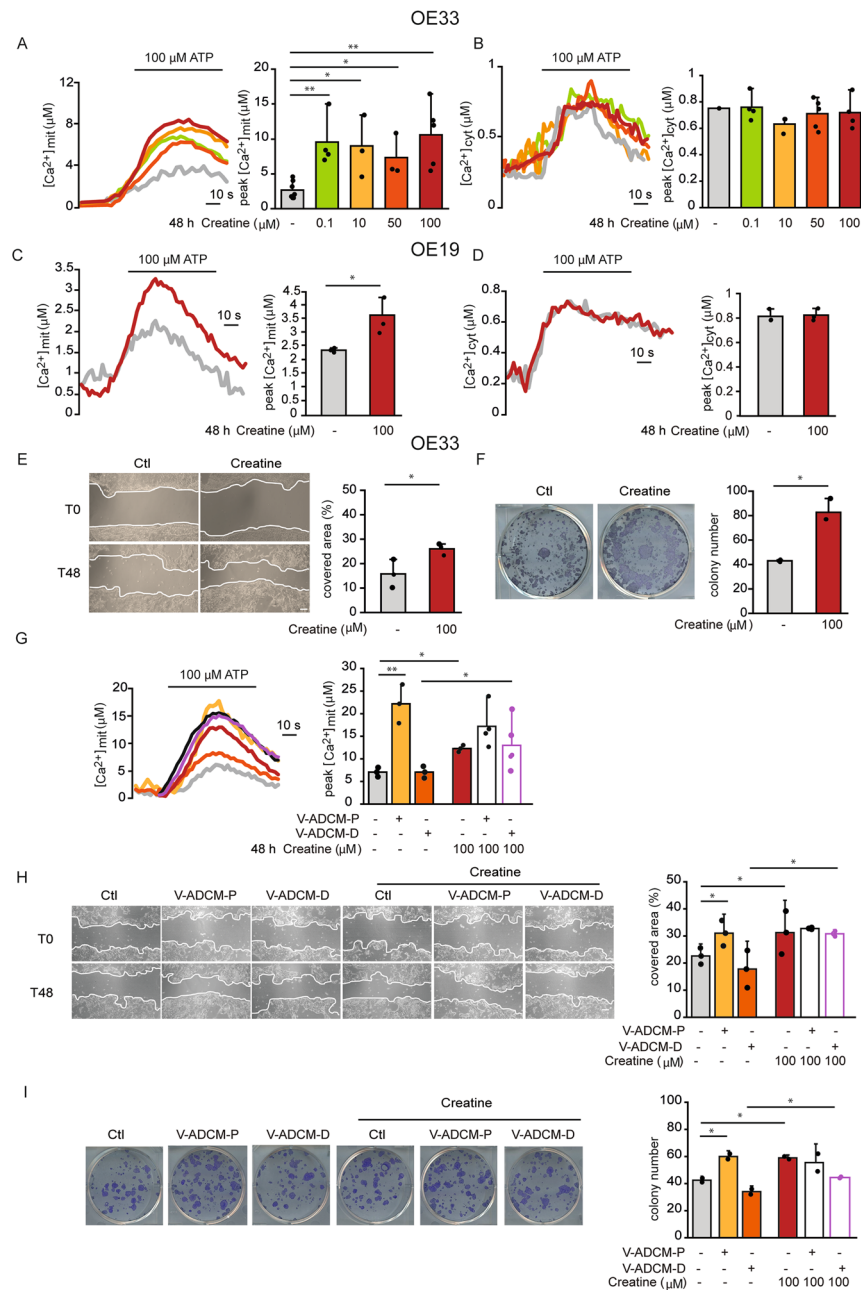 OE33
A
100 µM ATP
[Ca2+]mit(µM)
12
8
4
0
10 s
peak [Ca2+]mit(µM)
20
15
10
5
0
**
*
*
**
48 h Creatine (µM)
-
0.1
10
50
100
B
100 µM ATP
[Ca2+]cyt(µM)
1
0.5
0
10 s
peak [Ca2+]cyt(µM)
1
0.8
0.6
0.4
0.2
0
48 h Creatine (µM)
-
0.1
10
50
100
OE19
C
100 µM ATP
[Ca2+]mit(µM)
3.5
3
2.5
2
1.5
1
0.5
0
10 s
peak [Ca2+]mit(µM)
4.5
4
3.5
3
2.5
2
1.5
1
0.5
0
*
48 h Creatine (µM)
-
100
D
100 µM ATP
[Ca2+]cyt(µM)
1
0.8
0.6
0.4
0.2
0
10 s
peak [Ca2+]cyt(µM)
1
0.8
0.6
0.4
0.2
0
48 h Creatine (µM)
-
100
OE33
E
Ctl
Creatine
T0
T48
covered area (%)
50
40
30
20
10
0
*
Creatine (µM)
-
100
F
Ctl
Creatine
colony number
100
80
60
40
20
0
*
Creatine (µM)
-
100
G
100 µM ATP
[Ca2+]mit(µM)
20
15
10
5
0
10 s
peak [Ca2+]mit(µM)
30
25
20
15
10
5
0
*
**
*
V-ADCM-P - + - - + -
V-ADCM-D - - + - - +
48 h Creatine (µM) - - - 100 100 100
H
Creatine
Ctl
V-ADCM-P
V-ADCM-D
Ctl
V-ADCM-P
V-ADCM-D
T0
T48
covered area (%)
50
40
30
20
10
0
*
*
*
V-ADCM-P - + - - + -
V-ADCM-D - - + - - +
Creatine (µM) - - - 100 100 100
I
Creatine
Ctl
V-ADCM-P
V-ADCM-D
Ctl
V-ADCM-P
V-ADCM-D
colony number
100
80
60
40
20
0
*
*
*
V-ADCM-P - + - - + -
V-ADCM-D - - + - - +
Creatine (µM) - - - 100 100 100